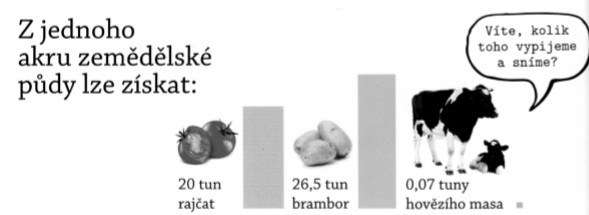 Z jednoho
akru zemědělské
půdy lze získat:
Víte, kolik
toho vypijeme
a sníme?
20 tun
rajčat
26,5 tun
brambor
0,07 tuny
hovězího masa